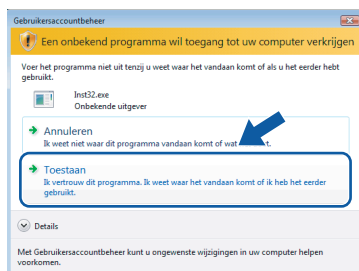 Gebruikersaccountbeheer
Een onbekend programma wil toegang tot uw computer verkrijgen
Voer het programma niet uit tenzij u weet waar het vandaan komt of als u het eerder hebt
gebruikt.
Inst32.exe
Onbekende uitgever
Annuleren
Ik weet niet waar dit programma vandaan komt of wat t.
Toestaan
Ik vertrouw dit programma. Ik weet waar het vandaan komt of ik heb het eerder
gebruikt.
Details
Met Gebruikersaccountbeheer kunt u ongewenste wijzigingen in uw computer helpen
voorkomen.